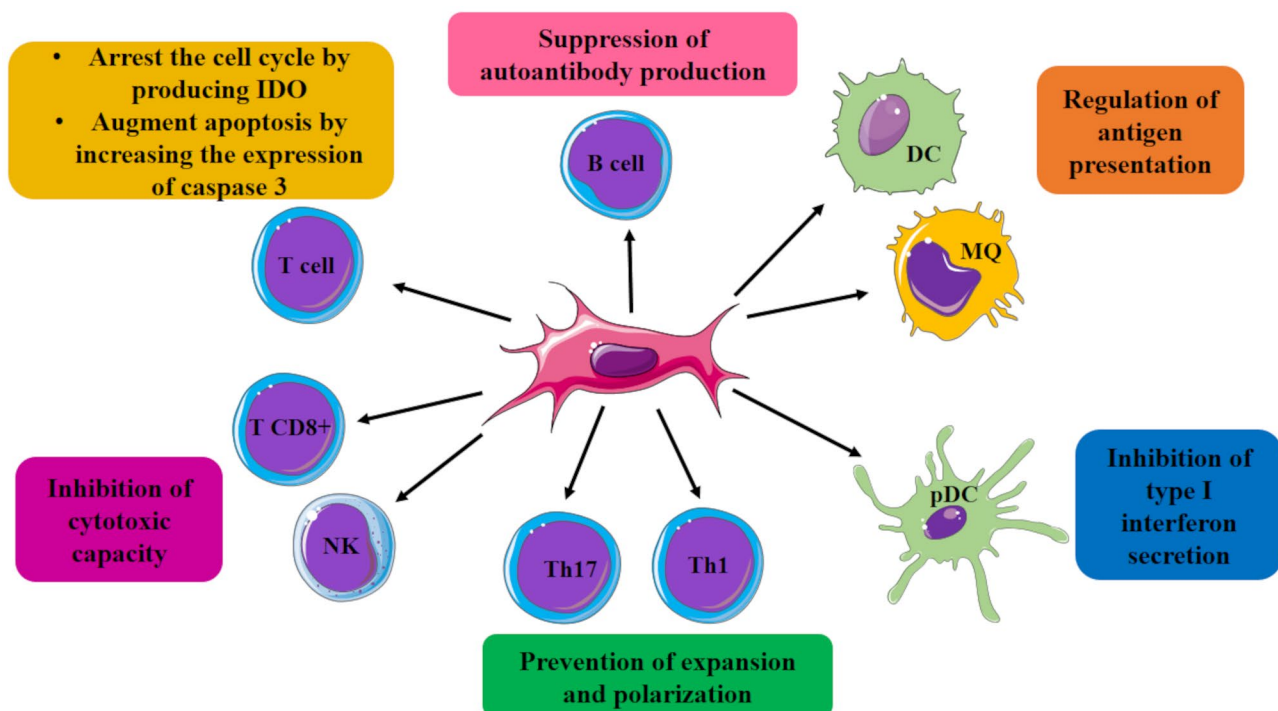 • Arrest the cell cycle by
producing IDO
• Augment apoptosis by
increasing the expression
of caspase 3
Suppression of
autoantibody production
Regulation of
antigen
presentation
B cell
DC
MQ
T cell
T CD8+
NK
Th17
Th1
pDC
Inhibition of
cytotoxic
capacity
Inhibition of
type I
interferon
secretion
Prevention of expansion
and polarization